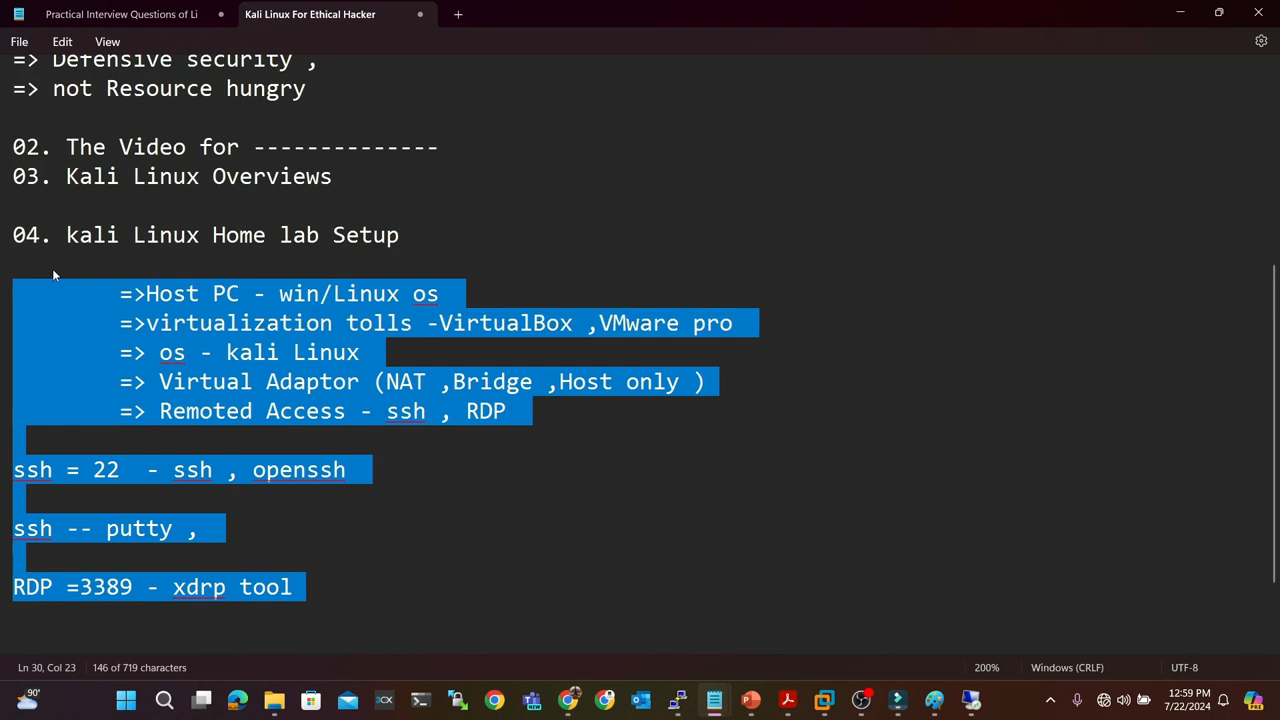 Practical Interview Questions of Li
Kali Linux For Ethical Hacker
File Edit View
=> Defensive security ,
=> not Resource hungry
02. The Video for --------------
03. Kali Linux Overviews
04. kali Linux Home lab Setup
=>Host PC - win/Linux os
=>virtualization tolls -VirtualBox ,VMware pro
=> os - kali Linux
=> Virtual Adaptor (NAT ,Bridge ,Host only )
=> Remoted Access - ssh , RDP
ssh = 22  - ssh , openssh
ssh -- putty ,
RDP =3389 - xdrp tool
Ln 30, Col 23 146 of 719 characters 200% Windows (CRLF) UTF-8
90° 12:59 PM
7/22/2024